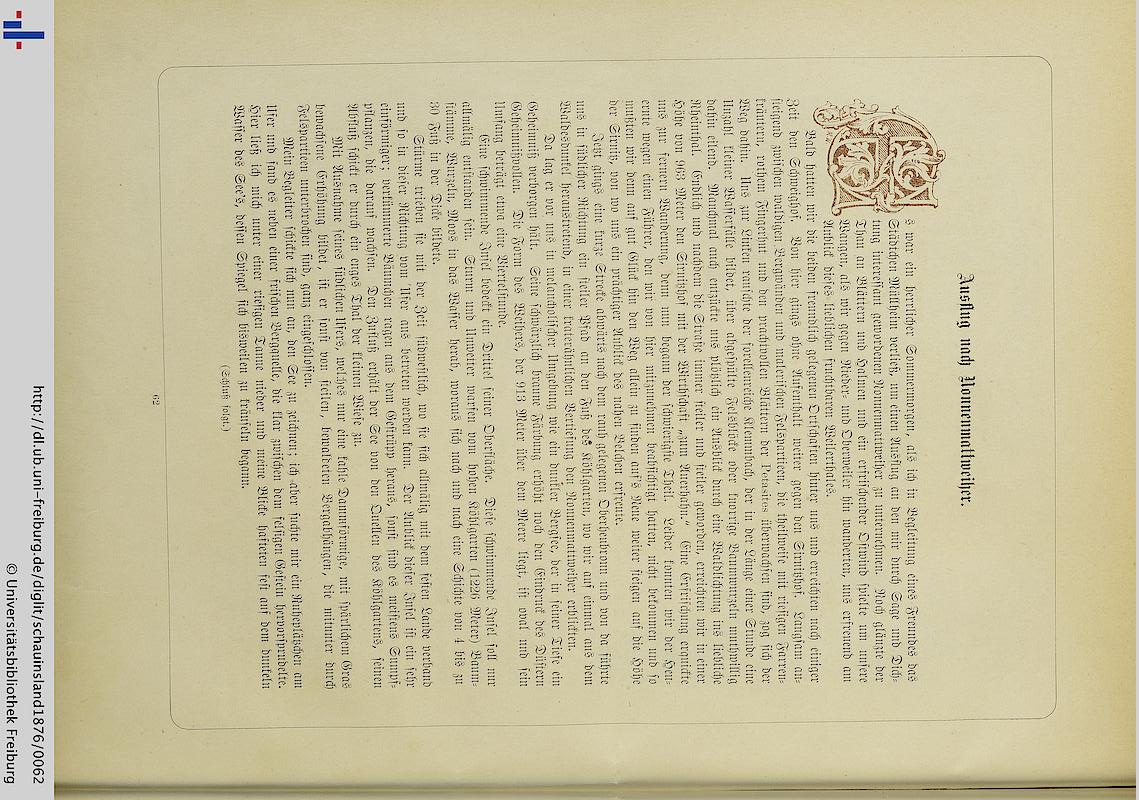 Ausflug nach Nonnenmattweiher.
Es war ein herrlicher Sommermorgen, als ich in Begleitung eines Freundes das
Städtchen Müllheim verließ, um einen Ausflug an den mir durch Sage und Dich-
tung interessant gewordenen Nonnenmattweiher zu unternehmen. Noch glänzte der
Thau an Blättern und Halmen und ein erfrischender Ostwind spielte um unsere
Wangen, als wir gegen Nieder- und Oberweiler hin wanderten, uns erfreuend am
Anblick dieses lieblichen fruchtbaren Weilerthales.
Bald hatten wir die beiden freundlich gelegenen Ortschaften hinter uns und erreichten nach einiger
Zeit den Schweighof. Von hier gings ohne Aufenthalt weiter gegen den Sirnitzhof. Langsam an-
steigend zwischen waldigen Bergwänden und malerischen Felspartieen, die theilweise mit riesigen Farren-
kräutern, rothem Fingerhut und den prachtvollen Blättern der Petasites überwachsen sind, zog sich der
Weg dahin. Uns zur Linken rauschte der forellenreiche Klemmbach, der in der Länge einer Stunde eine
Unzahl kleiner Wasserfälle bildet, über abgespülte Felsblöcke oder knorrige Baumwurzeln muthwillig
dahin eilend. Manchmal auch entzückte uns plötzlich ein Ausblick durch eine Waldlichtung ins liebliche
Rheinthal. Endlich und nachdem die Straße immer steiler und steiler geworden, erreichten wir in einer
Höhe von 963 Meter den Sirnitzhof mit der Wirthschaft „zum Auerhahn.“ Eine Erfrischung erquickte
uns zur fernern Wanderung, denn nun begann der schwierigste Theil. Leider konnten wir der Heu-
ernte wegen einen Führer, den wir von hier mitzunehmen beabsichtigt hatten, nicht bekommen und so
mußten wir denn auf gut Glück hin den Weg allein zu finden auf's Neue weiter steigen auf die Höhe
der Sirnitz, von wo uns ein prächtiger Anblick des nahen Belchen erfreute.
Jetzt gings eine kurze Strecke abwärts nach dem rauh gelegenen Oberheubronn und von da führte
uns in südlicher Richtung ein steiler Pfad an den Fuß des Köhlgarten, wo wir auf einmal aus dem
Waldesdunkel heraustretend, in einer kraterähnlichen Vertiefung den Nonnenmattweiher erblickten.
Da lag er vor uns in melancholischer Umgebung wie ein dunkler Bergsee, der in seiner Tiefe ein
Geheimniß verborgen hält. Seine schwärzlich braune Färbung erhöht noch den Eindruck des Düstern
Geheimnißvollen. Die Form des Weihers, der 913 Meter über dem Meere liegt, ist oval und sein
Umfang beträgt etwa eine Viertelstunde.
Eine schwimmende Insel bedeckt ein Drittel seiner Oberfläche. Diese schwimmende Insel soll nur
allmälig entstanden sein. Sturm und Unwetter warfen vom hohen Köhlgarten (1226 Meter) Baum-
stämme, Wurzeln, Moos in das Wasser herab, woraus sich nach und nach eine Schichte von 4 bis zu
30 Fuß in der Dicke bildete.
Stürme trieben sie mit der Zeit südwestlich, wo sie sich allmälig mit dem festen Lande verband
und so in dieser Richtung vom Ufer aus betreten werden kann. Der Anblick dieser Insel ist ein sehr
einförmiger; verkümmerte Bäumchen ragen aus dem Gestrüpp heraus, sonst sind es meistens Sumpf-
pflanzen, die darauf wachsen. Den Zufluß erhält der See von den Quellen des Köhlgartens, seinen
Abfluß schickt er durch ein enges Thal der kleinen Wiese zu.
Mit Ausnahme seines südlichen Ufers, welches nur eine kahle Dammförmige, mit spärlichem Gras
bewachsene Erhöhung bildet, ist er sonst von steilen, bewaldeten Bergabhängen, die mitunter durch
Felspartieen unterbrochen sind, ganz eingeschlossen.
Mein Begleiter schickte sich nun an, den See zu zeichnen; ich aber suchte mir ein Ruheplätzchen am
Ufer und fand es neben einer frischen Bergquelle, die klar zwischen dem felsigen Gestein hervorsprudelte.
Hier ließ ich mich unter einer riesigen Tanne nieder und meine Blicke hafteten fest auf dem dunkeln
Wasser des See's, dessen Spiegel sich bisweilen zu kräuseln begann.
(Schluß folgt.)
62
http://dl.ub.uni-freiburg.de/diglit/schauinsland1876/0062
© Universitätsbibliothek Freiburg